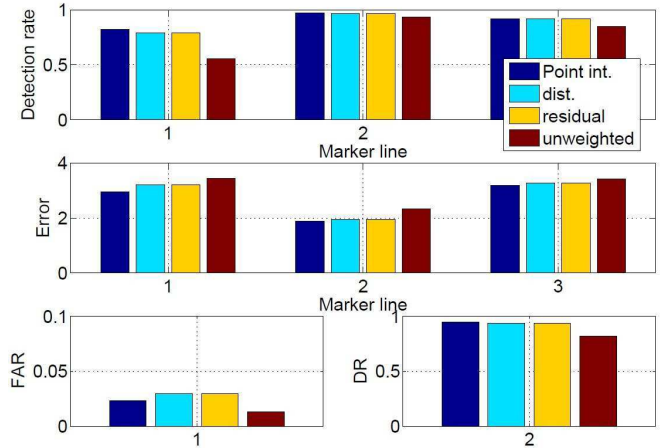 Detection rate
1
0.5
0
1
2
Marker line
Point int.
dist.
residual
unweighted
Error
4
2
0
1
2
3
Marker line
FAR
0.1
0.05
0
1
DR
1
0.5
0
2